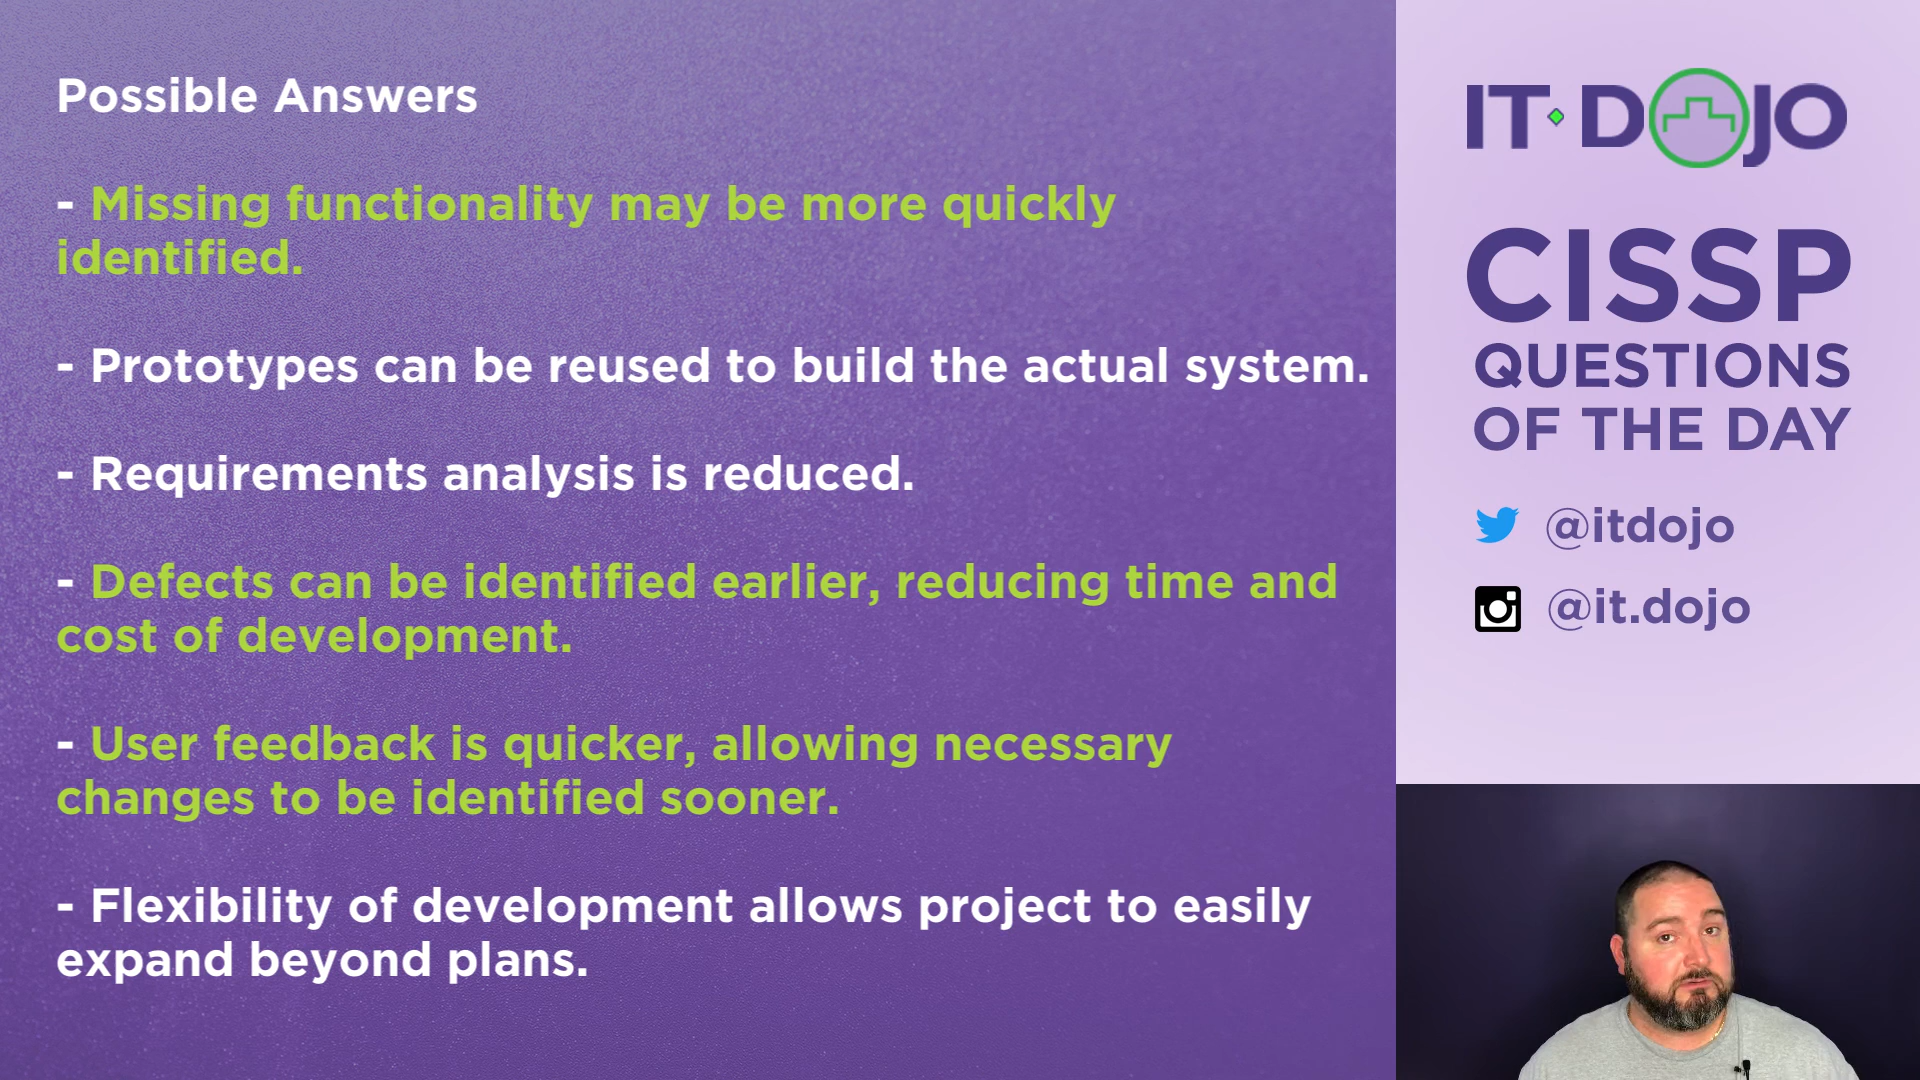 Possible Answers
- Missing functionality may be more quickly
identified.
- Prototypes can be reused to build the actual system.
- Requirements analysis is reduced.
- Defects can be identified earlier, reducing time and
cost of development.
- User feedback is quicker, allowing necessary
changes to be identified sooner.
- Flexibility of development allows project to easily
expand beyond plans.
IT DOJO
CISSP
QUESTIONS
OF THE DAY
@itdojo
@it.dojo